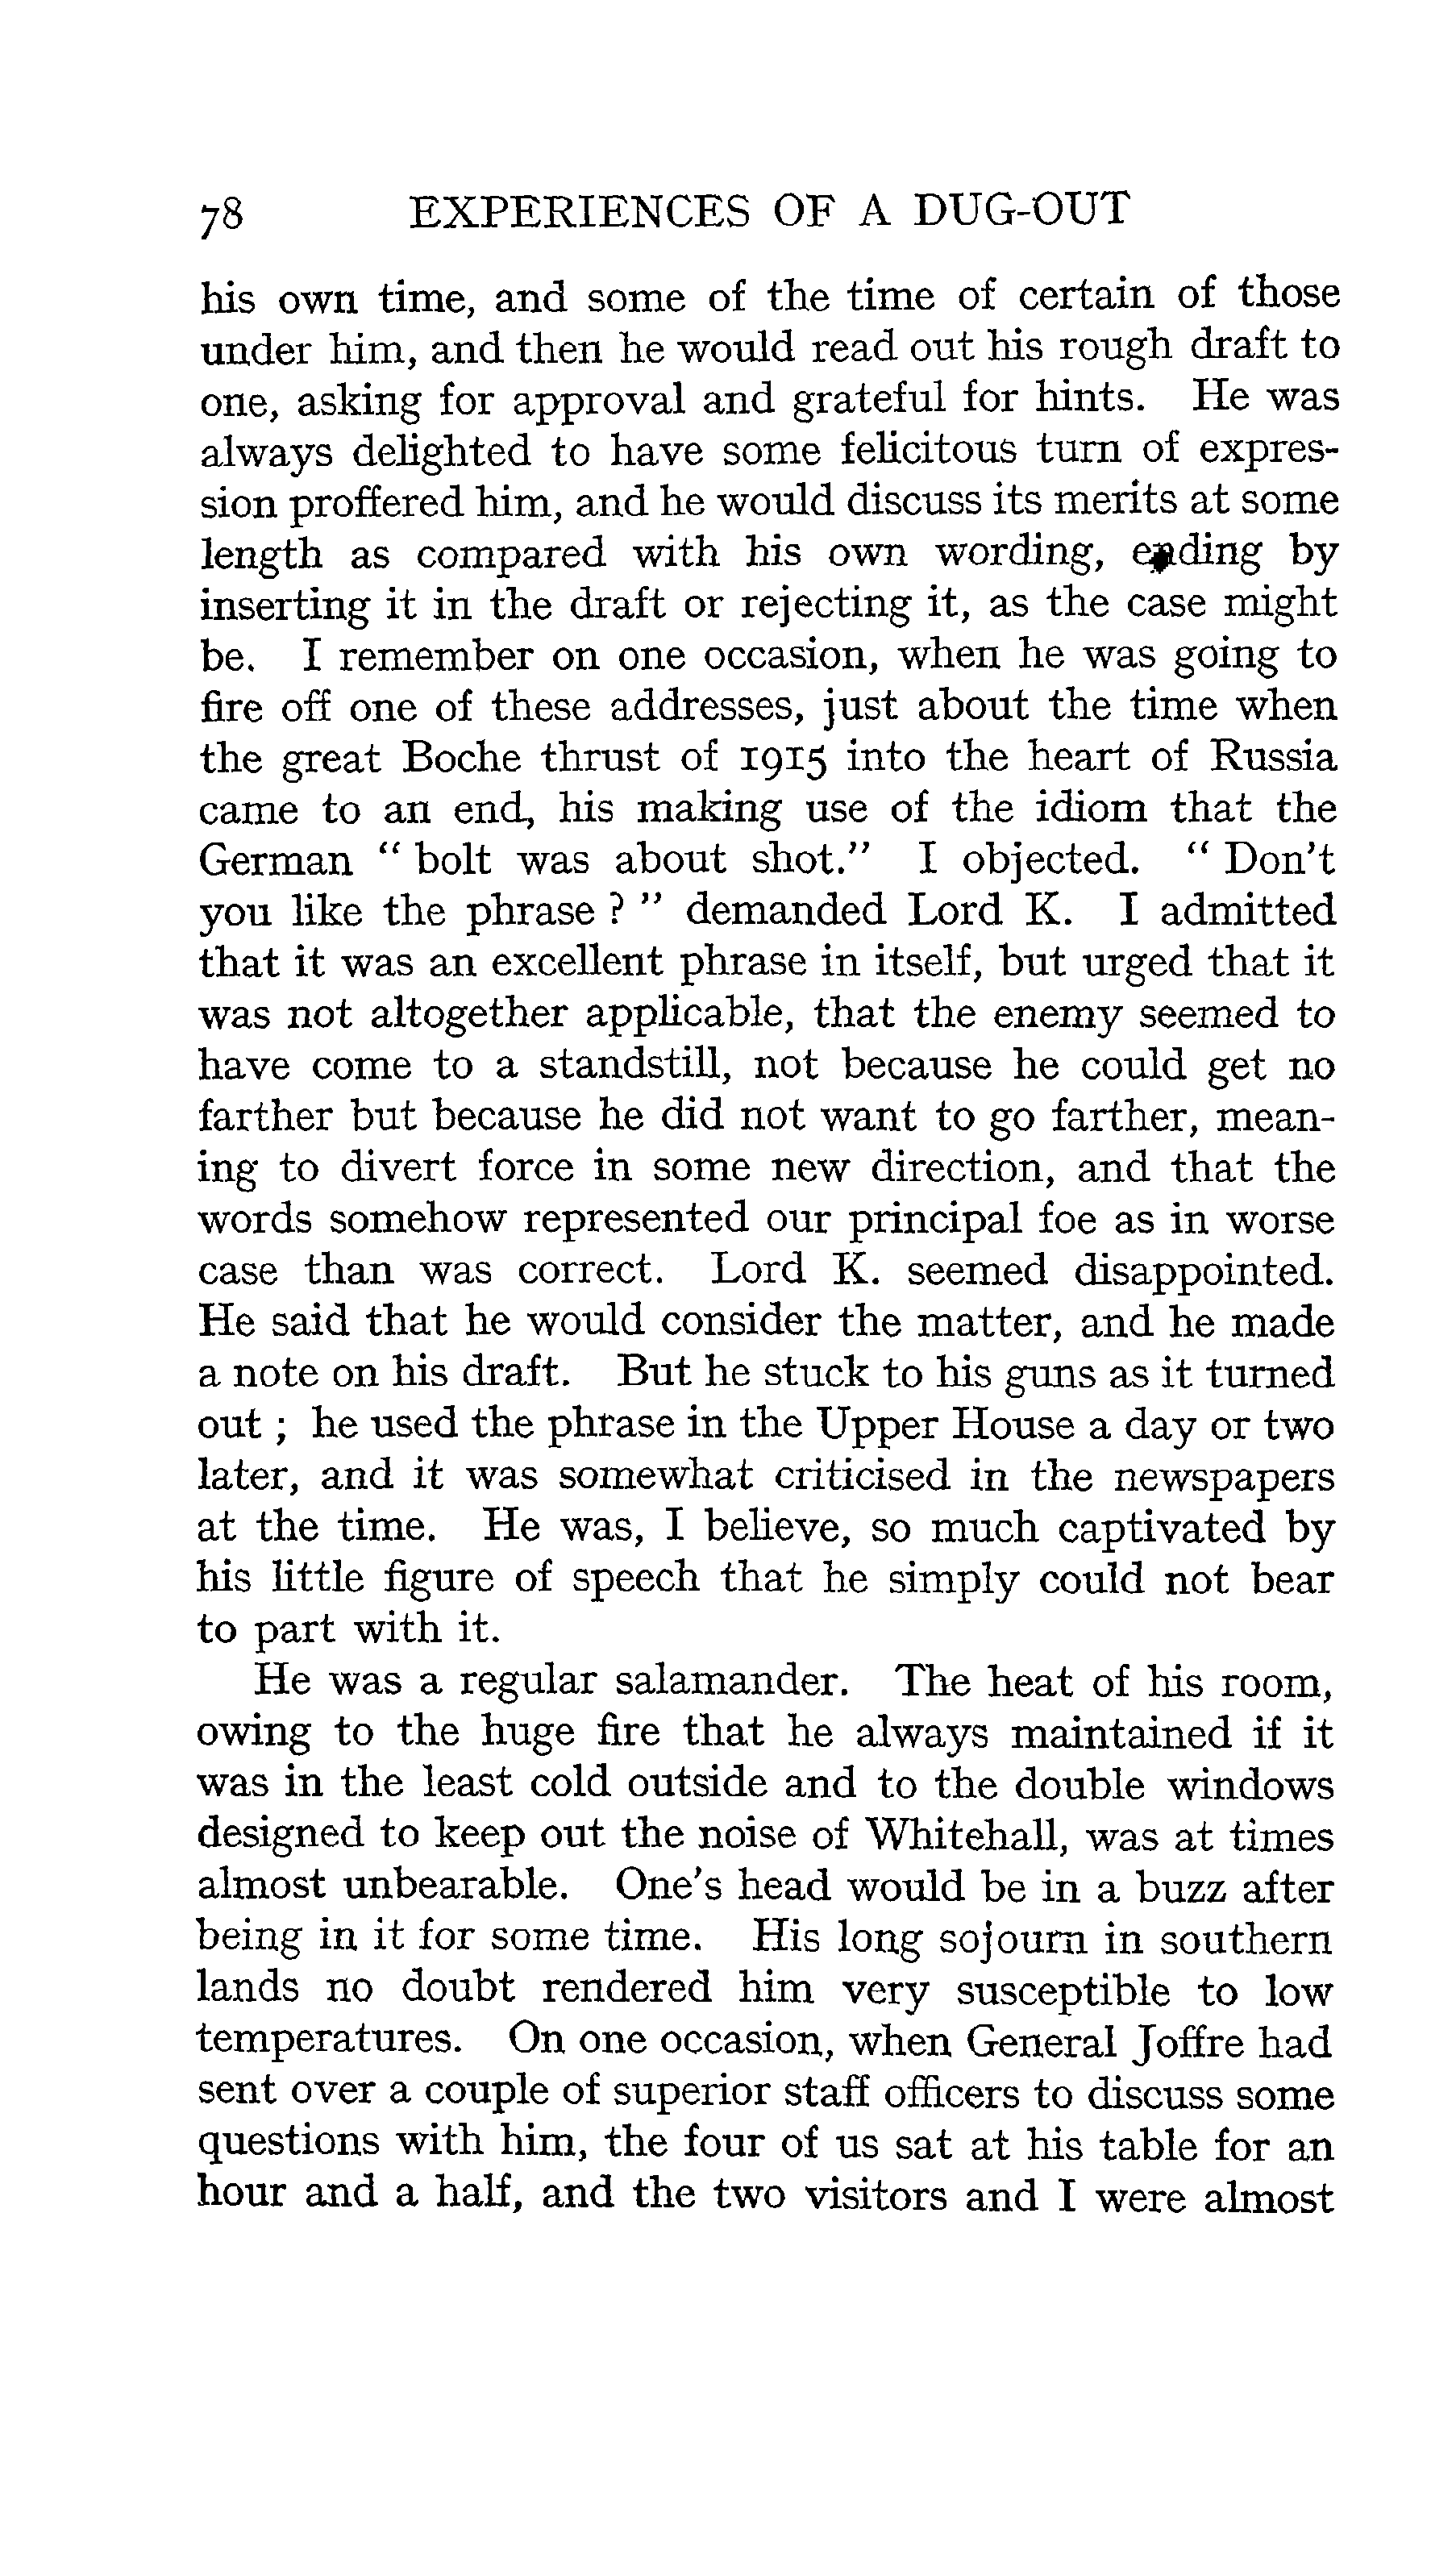 78 EXPERIENCES OF A DUG-OUT
his own time, and some of the time of certain of those
under him, and then he would read out his rough draft to
one, asking for approval and grateful for hints. He was
always delighted to have some felicitous turn of expres-
sion proffered him, and he would discuss its merits at some
length as compared with his own wording, ending by
inserting it in the draft or rejecting it, as the case might
be. I remember on one occasion, when he was going to
fire off one of these addresses, just about the time when
the great Boche thrust of 1915 into the heart of Russia
came to an end, his making use of the idiom that the
German " bolt was about shot." I objected. " Don't
you like the phrase ? " demanded Lord K. I admitted
that it was an excellent phrase in itself, but urged that it
was not altogether applicable, that the enemy seemed to
have come to a standstill, not because he could get no
farther but because he did not want to go farther, mean-
ing to divert force in some new direction, and that the
words somehow represented our principal foe as in worse
case than was correct. Lord K. seemed disappointed.
He said that he would consider the matter, and he made
a note on his draft. But he stuck to his guns as it turned
out ; he used the phrase in the Upper House a day or two
later, and it was somewhat criticised in the newspapers
at the time. He was, I believe, so much captivated by
his little figure of speech that he simply could not bear
to part with it.
He was a regular salamander. The heat of his room,
owing to the huge fire that he always maintained if it
was in the least cold outside and to the double windows
designed to keep out the noise of Whitehall, was at times
almost unbearable. One's head would be in a buzz after
being in it for some time. His long sojourn in southern
lands no doubt rendered him very susceptible to low
temperatures. On one occasion, when General Joffre had
sent over a couple of superior staff officers to discuss some
questions with him, the four of us sat at his table for an
hour and a half, and the two visitors and I were almost